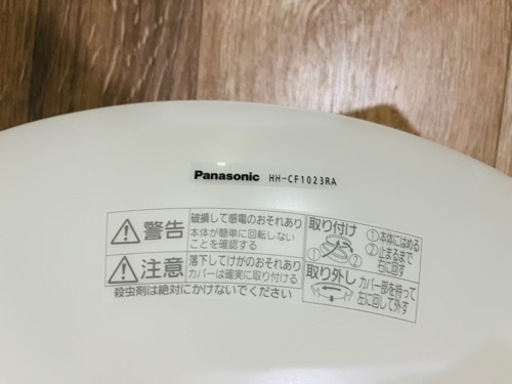 Panasonic HH-CF1023RA
警告
破損して感電のおそれあり
本体が簡単に回転しない
ことを確認する
注意
落下してけがのおそれあり
カバーは確実に取り付ける
殺虫剤は絶対にかけないでください
取り付け
①本体にはめる
②止まるまで
右に回す
① ②
取り外し
カバー部を持って
左に回して外す